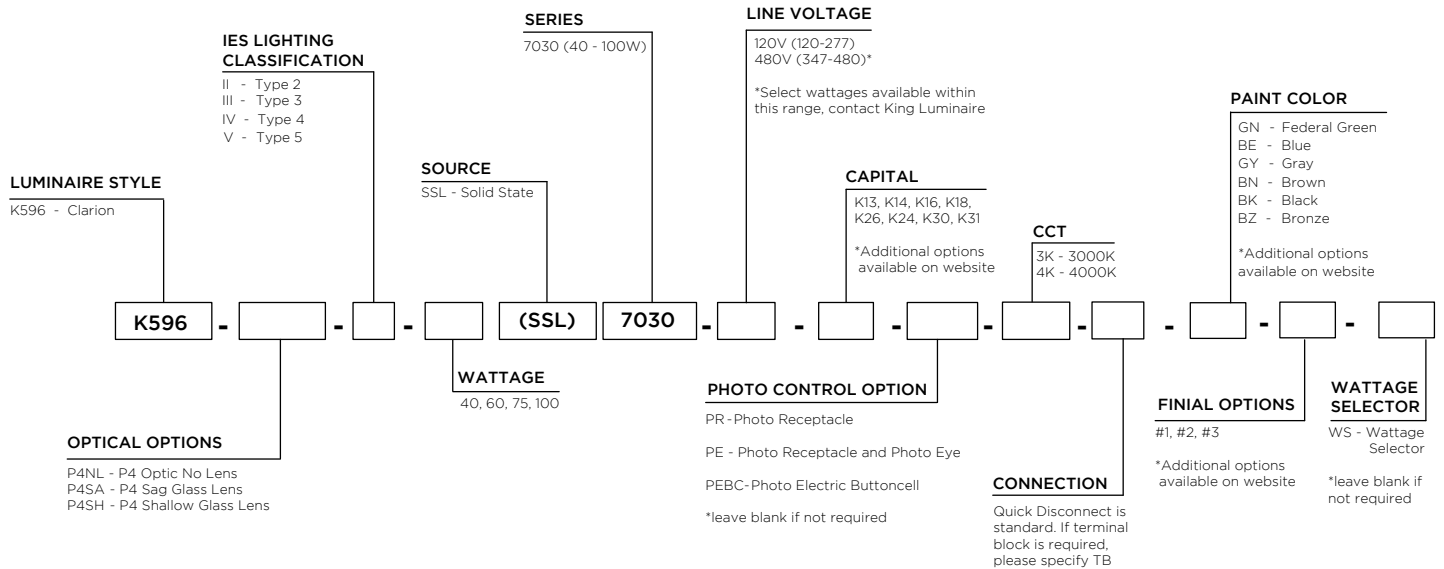 LUMINAIRE STYLE
K596 - Clarion
IES LIGHTING
CLASSIFICATION
II - Type 2
III - Type 3
IV - Type 4
V - Type 5
SOURCE
SSL - Solid State
SERIES
7030 (40 - 100W)
LINE VOLTAGE
120V (120-277)
480V (347-480)*
*Select wattages available within
this range, contact King Luminaire
CAPITAL
K13, K14, K16, K18,
K26, K24, K30, K31
*Additional options
available on website
CCT
3K - 3000K
4K - 4000K
PAINT COLOR
GN - Federal Green
BE - Blue
GY - Gray
BN - Brown
BK - Black
BZ - Bronze
*Additional options
available on website
K596 - - - (SSL) 7030 - - - - - - - -
OPTICAL OPTIONS
P4NL - P4 Optic No Lens
P4SA - P4 Sag Glass Lens
P4SH - P4 Shallow Glass Lens
WATTAGE
40, 60, 75, 100
PHOTO CONTROL OPTION
PR-Photo Receptacle
PE - Photo Receptacle and Photo Eye
PEBC-Photo Electric Buttoncell
*leave blank if not required
CONNECTION
Quick Disconnect is
standard. If terminal
block is required,
please specify TB
FINIAL OPTIONS
#1, #2, #3
*Additional options
available on website
WATTAGE
SELECTOR
WS - Wattage
Selector
*leave blank if
not required